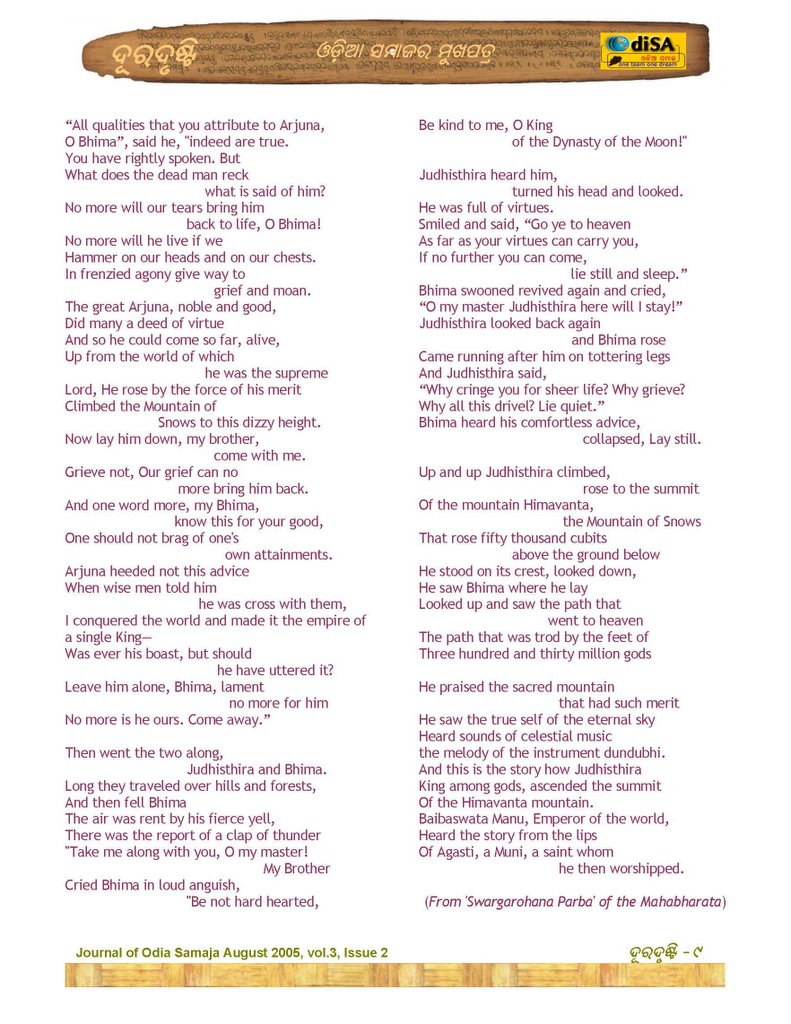 ଦୂରଦୃଷ୍ଟି
ଓଡ଼ିଆ ସମାଜର ମୁଖପତ୍ର
diSA
ଓଡ଼ିଆ ସମାଜ
one team one dream
“All qualities that you attribute to Arjuna,
O Bhima”, said he, "indeed are true.
You have rightly spoken. But
What does the dead man reck
what is said of him?
No more will our tears bring him
back to life, O Bhima!
No more will he live if we
Hammer on our heads and on our chests.
In frenzied agony give way to
grief and moan.
The great Arjuna, noble and good,
Did many a deed of virtue
And so he could come so far, alive,
Up from the world of which
he was the supreme
Lord, He rose by the force of his merit
Climbed the Mountain of
Snows to this dizzy height.
Now lay him down, my brother,
come with me.
Grieve not, Our grief can no
more bring him back.
And one word more, my Bhima,
know this for your good,
One should not brag of one's
own attainments.
Arjuna heeded not this advice
When wise men told him
he was cross with them,
I conquered the world and made it the empire of
a single King—
Was ever his boast, but should
he have uttered it?
Leave him alone, Bhima, lament
no more for him
No more is he ours. Come away.”
Then went the two along,
Judhisthira and Bhima.
Long they traveled over hills and forests,
And then fell Bhima
The air was rent by his fierce yell,
There was the report of a clap of thunder
"Take me along with you, O my master!
My Brother
Cried Bhima in loud anguish,
"Be not hard hearted,
Be kind to me, O King
of the Dynasty of the Moon!"
Judhisthira heard him,
turned his head and looked.
He was full of virtues.
Smiled and said, “Go ye to heaven
As far as your virtues can carry you,
If no further you can come,
lie still and sleep.”
Bhima swooned revived again and cried,
“O my master Judhisthira here will I stay!”
Judhisthira looked back again
and Bhima rose
Came running after him on tottering legs
And Judhisthira said,
“Why cringe you for sheer life? Why grieve?
Why all this drivel? Lie quiet.”
Bhima heard his comfortless advice,
collapsed, Lay still.
Up and up Judhisthira climbed,
rose to the summit
Of the mountain Himavanta,
the Mountain of Snows
That rose fifty thousand cubits
above the ground below
He stood on its crest, looked down,
He saw Bhima where he lay
Looked up and saw the path that
went to heaven
The path that was trod by the feet of
Three hundred and thirty million gods
He praised the sacred mountain
that had such merit
He saw the true self of the eternal sky
Heard sounds of celestial music
the melody of the instrument dundubhi.
And this is the story how Judhisthira
King among gods, ascended the summit
Of the Himavanta mountain.
Baibaswata Manu, Emperor of the world,
Heard the story from the lips
Of Agasti, a Muni, a saint whom
he then worshipped.
(From 'Swargarohana Parba' of the Mahabharata)
Journal of Odia Samaja August 2005, vol.3, Issue 2
ଦୂରଦୃଷ୍ଟି - ୯